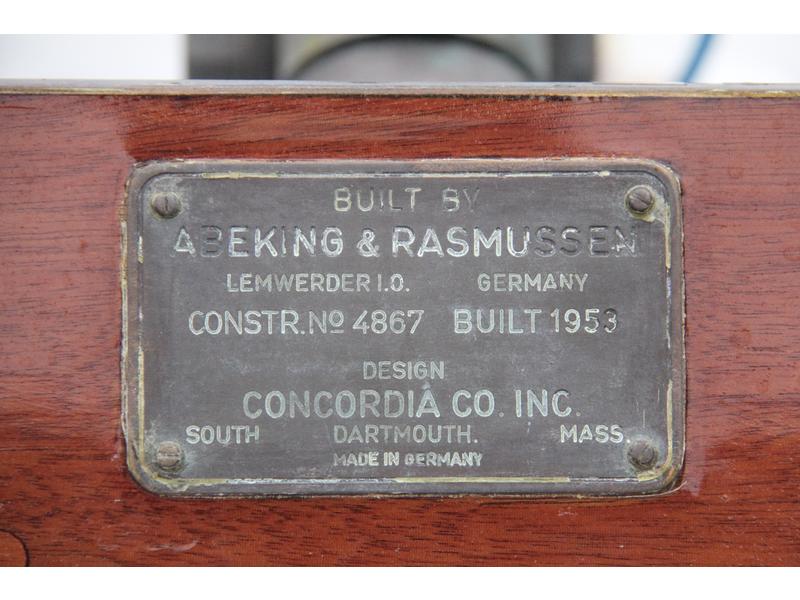 BUILT BY
ABEKING & RASMUSSEN
LEMWERDER I.O. GERMANY
CONSTR. Nº 4867 BUILT 1953
DESIGN
CONCORDIA CO. INC.
SOUTH DARTMOUTH. MASS.
MADE IN GERMANY